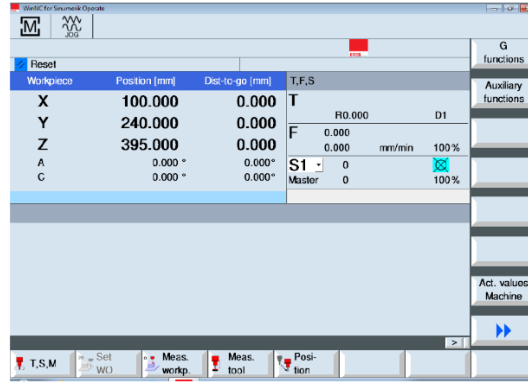 WinNC for Sinumerik Operate
M JOG
G functions
Reset
Workpiece Position [mm] Dist-to-go [mm] T,F,S
Auxiliary functions
X 100.000 0.000 T
R0.000 D1
Y 240.000 0.000
F 0.000
Z 395.000 0.000
0.000 mm/min 100%
A 0.000 ° 0.000°
S1 0
C 0.000 ° 0.000°
Master 0 100%
Act. values
Machine
>
T,S,M
Set WO
Meas. workp.
Meas. tool
Posi-
tion